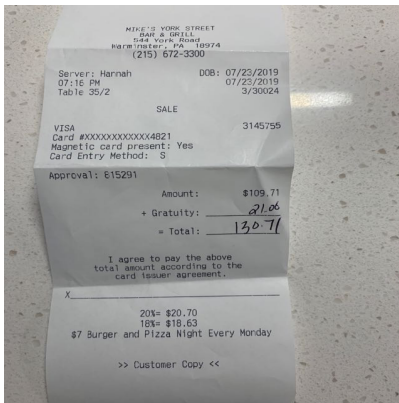 MIKE'S YORK STREET
BAR & GRILL
544 York Road
Warminster, PA 18974
(215) 672-3300
Server: Hannah DOB: 07/23/2019
07:16 PM 07/23/2019
Table 35/2 3/30024
SALE
VISA 3145755
Card #XXXXXXXXXXXX4821
Magnetic card present: Yes
Card Entry Method: S
Approval: 615291
Amount: $109.71
+ Gratuity: 21.00
= Total: 130.71
I agree to pay the above
total amount according to the
card issuer agreement.
X
20%= $20.70
18%= $18.63
$7 Burger and Pizza Night Every Monday
>> Customer Copy <<